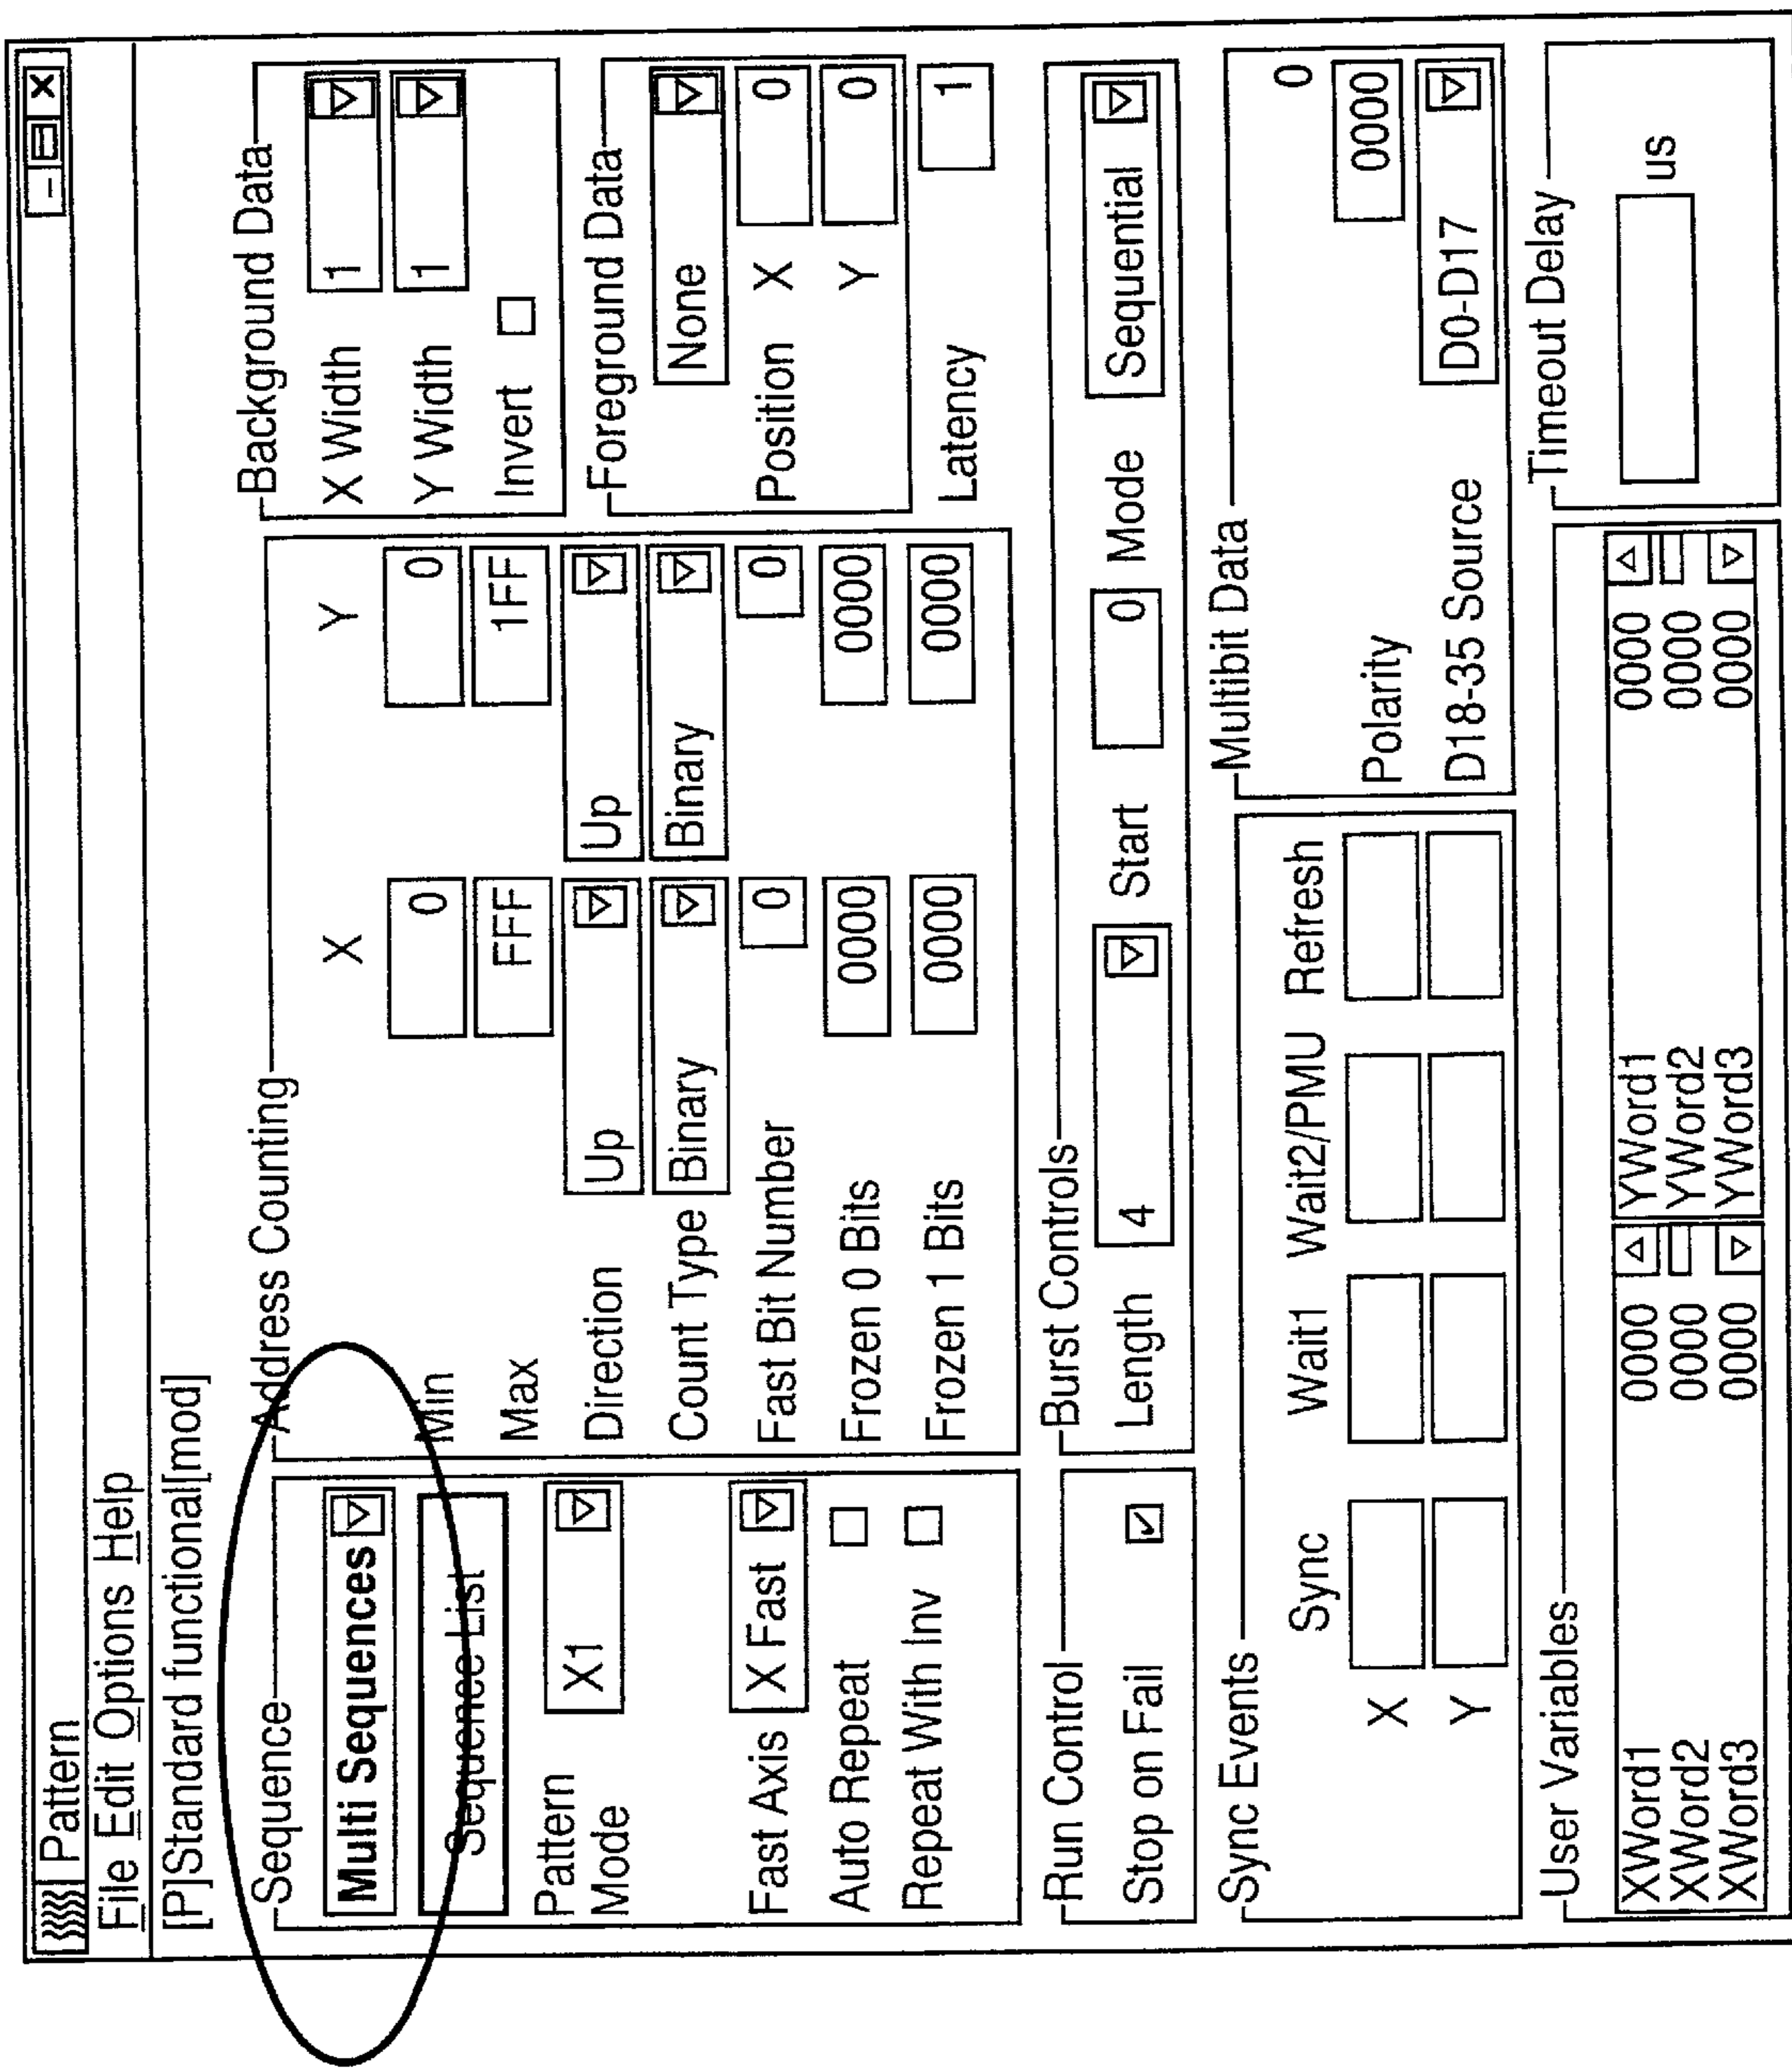 Pattern
File Edit Options Help
[P]Standard functional[mod]
Sequence
Multi Sequences
Sequence List
Pattern
Mode
X1
Fast Axis X Fast
Auto Repeat
Repeat With Inv
Address Counting
X Y
Min 0 0
Max FFF 1FF
Direction Up Up
Count Type Binary Binary
Fast Bit Number 0 0
Frozen 0 Bits 0000 0000
Frozen 1 Bits 0000 0000
Background Data
X Width 1
Y Width 1
Invert
Foreground Data
None
Position X 0
Y 0
Latency 1
Run Control
Stop on Fail
Burst Controls
Length 4 Start 0 Mode Sequential
Sync Events
Sync Wait1 Wait2/PMU Refresh
X
Y
Multibit Data
0
Polarity 0000
D18-35 Source D0-D17
User Variables
XWord1 0000 YWord1 0000
XWord2 0000 YWord2 0000
XWord3 0000 YWord3 0000
Timeout Delay
us